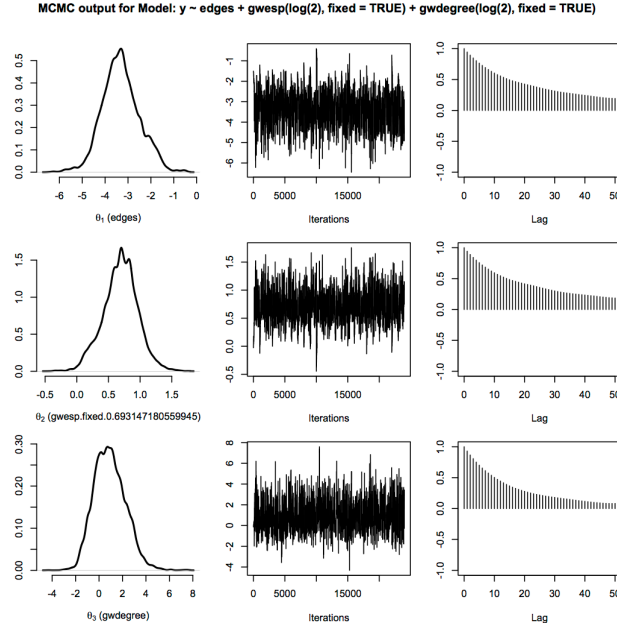 MCMC output for Model: y ~ edges + gwesp(log(2), fixed = TRUE) + gwdegree(log(2), fixed = TRUE)
0.0 0.1 0.2 0.3 0.4 0.5
-6 -5 -4 -3 -2 -1 0
θ1 (edges)
-6 -5 -4 -3 -2 -1
0 5000 15000
Iterations
-1.0 -0.5 0.0 0.5 1.0
0 10 20 30 40 50
Lag
0.0 0.5 1.0 1.5
-0.5 0.0 0.5 1.0 1.5
θ2 (gwesp.fixed.0.693147180559945)
-0.5 0.0 0.5 1.0 1.5
0 5000 15000
Iterations
-1.0 -0.5 0.0 0.5 1.0
0 10 20 30 40 50
Lag
0.00 0.10 0.20 0.30
-4 -2 0 2 4 6 8
θ3 (gwdegree)
-4 -2 0 2 4 6 8
0 5000 15000
Iterations
-1.0 -0.5 0.0 0.5 1.0
0 10 20 30 40 50
Lag